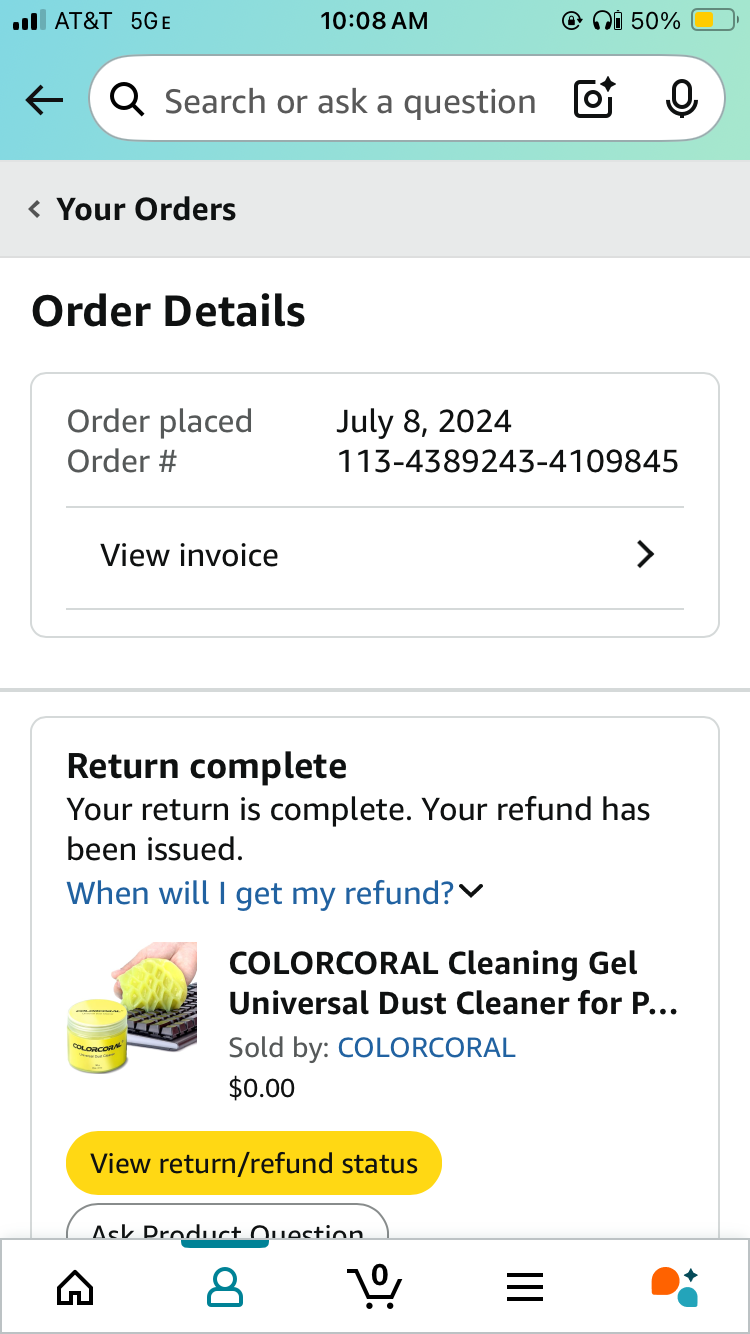 AT&T 5GE 10:08 AM 50%
Search or ask a question
Your Orders
Order Details
Order placed July 8, 2024
Order # 113-4389243-4109845
View invoice
Return complete
Your return is complete. Your refund has
been issued.
When will I get my refund?
COLORCORAL
COLORCORAL Cleaning Gel
Universal Dust Cleaner for P...
Sold by: COLORCORAL
$0.00
View return/refund status
Ask Product Question
0